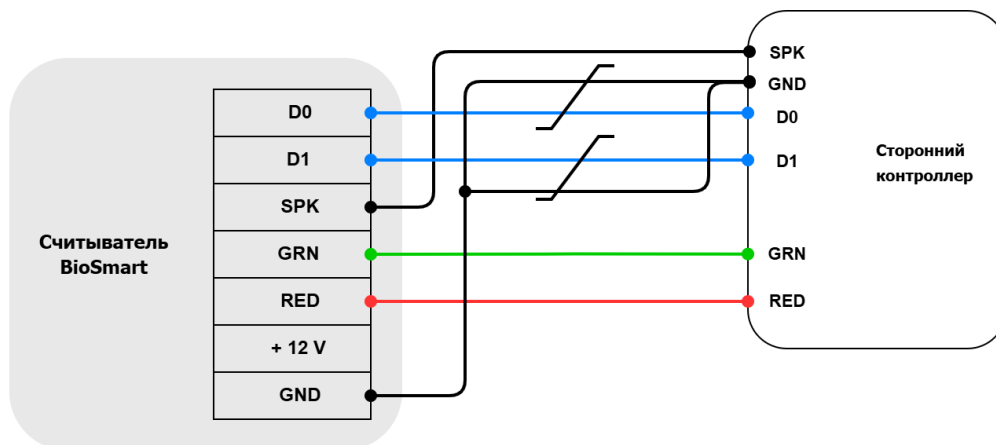 Считыватель
BioSmart
D0
D1
SPK
GRN
RED
+ 12 V
GND
SPK
GND
D0
D1
GRN
RED
Сторонний
контроллер